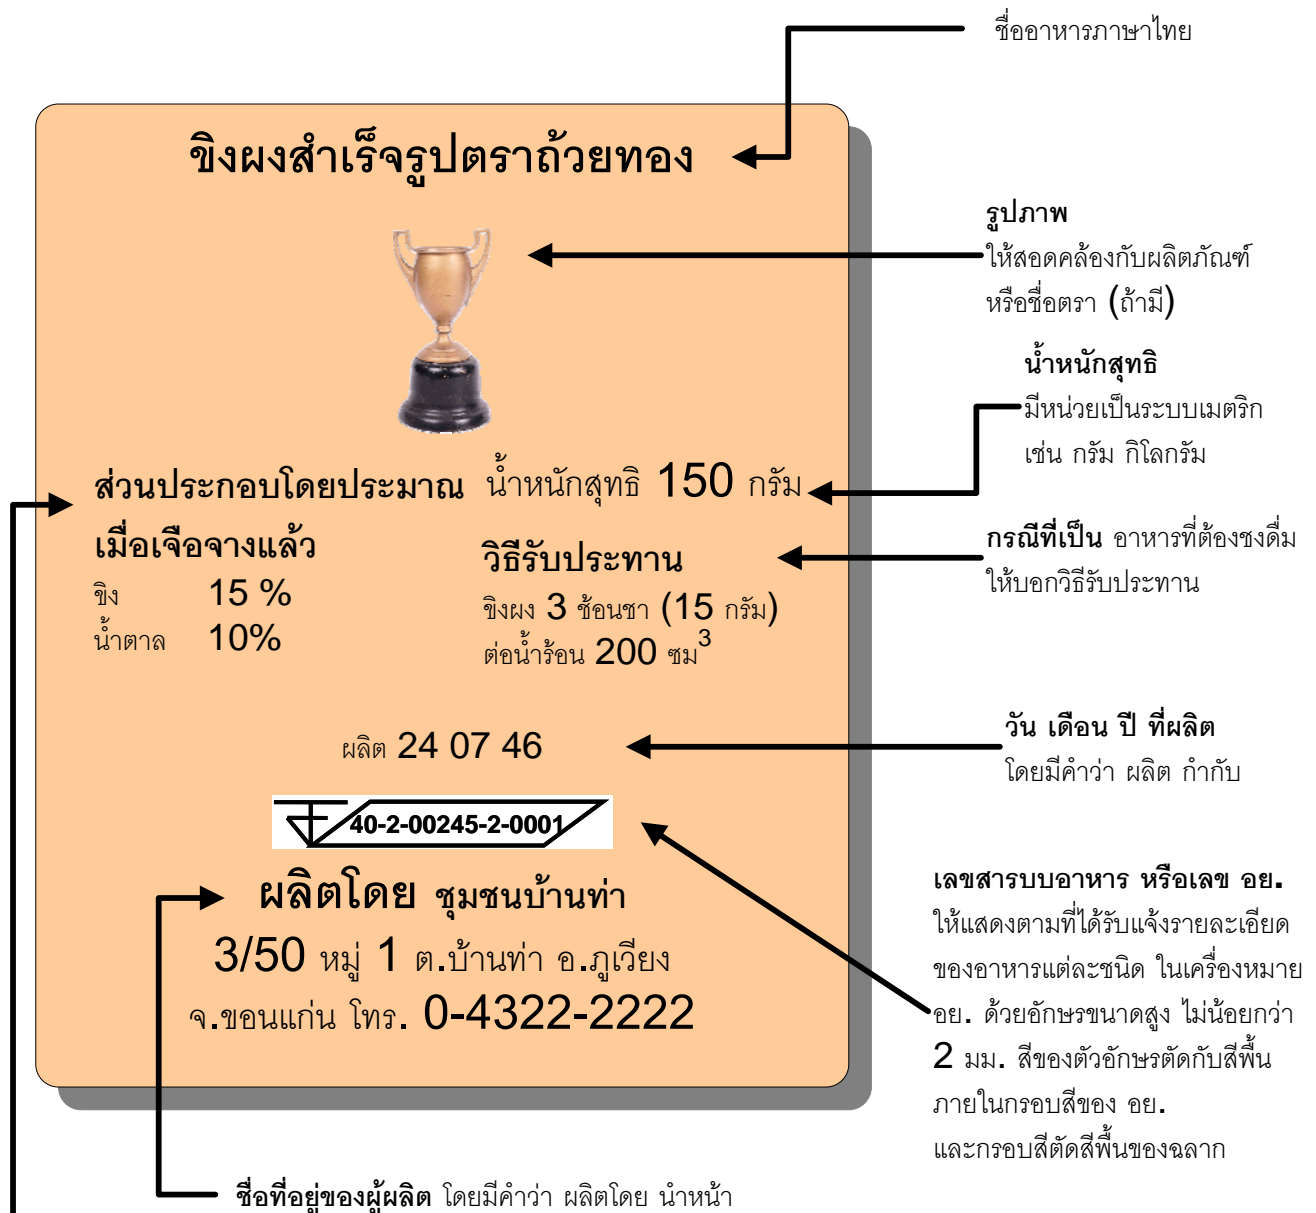 ชื่ออาหารภาษาไทย
ขิงผงสำเร็จรูปตราถ้วยทอง
รูปภาพ
ให้สอดคล้องกับผลิตภัณฑ์
หรือชื่อตรา (ถ้ามี)
น้ำหนักสุทธิ
มีหน่วยเป็นระบบเมตริก
เช่น กรัม กิโลกรัม
ส่วนประกอบโดยประมาณ
เมื่อเจือจางแล้ว
ขิง 15 %
น้ำตาล 10%
น้ำหนักสุทธิ 150 กรัม
วิธีรับประทาน
ขิงผง 3 ช้อนชา (15 กรัม)
ต่อน้ำร้อน 200 ซม³
กรณีที่เป็น อาหารที่ต้องชงดื่ม
ให้บอกวิธีรับประทาน
ผลิต 24 07 46
วัน เดือน ปี ที่ผลิต
โดยมีคำว่า ผลิต กำกับ
40-2-00245-2-0001
ผลิตโดย ชุมชนบ้านท่า
3/50 หมู่ 1 ต.บ้านท่า อ.ภูเวียง
จ.ขอนแก่น โทร. 0-4322-2222
เลขสารบบอาหาร หรือเลข อย.
ให้แสดงตามที่ได้รับแจ้งรายละเอียด
ของอาหารแต่ละชนิด ในเครื่องหมาย
อย. ด้วยอักษรขนาดสูง ไม่น้อยกว่า
2 มม. สีของตัวอักษรตัดกับสีพื้น
ภายในกรอบสีของ อย.
และกรอบสีตัดสีพื้นของฉลาก
ชื่อที่อยู่ของผู้ผลิต โดยมีคำว่า ผลิตโดย นำหน้า